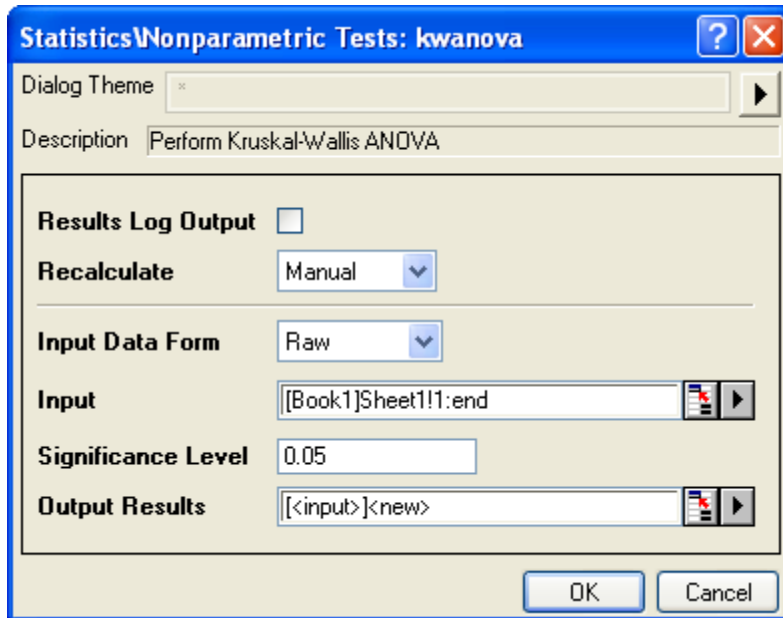 Statistics\Nonparametric Tests: kwanova
Dialog Theme *
Description Perform Kruskal-Wallis ANOVA
Results Log Output
Recalculate Manual
Input Data Form Raw
Input [Book1]Sheet1!1:end
Significance Level 0.05
Output Results [<input>]<new>
OK Cancel